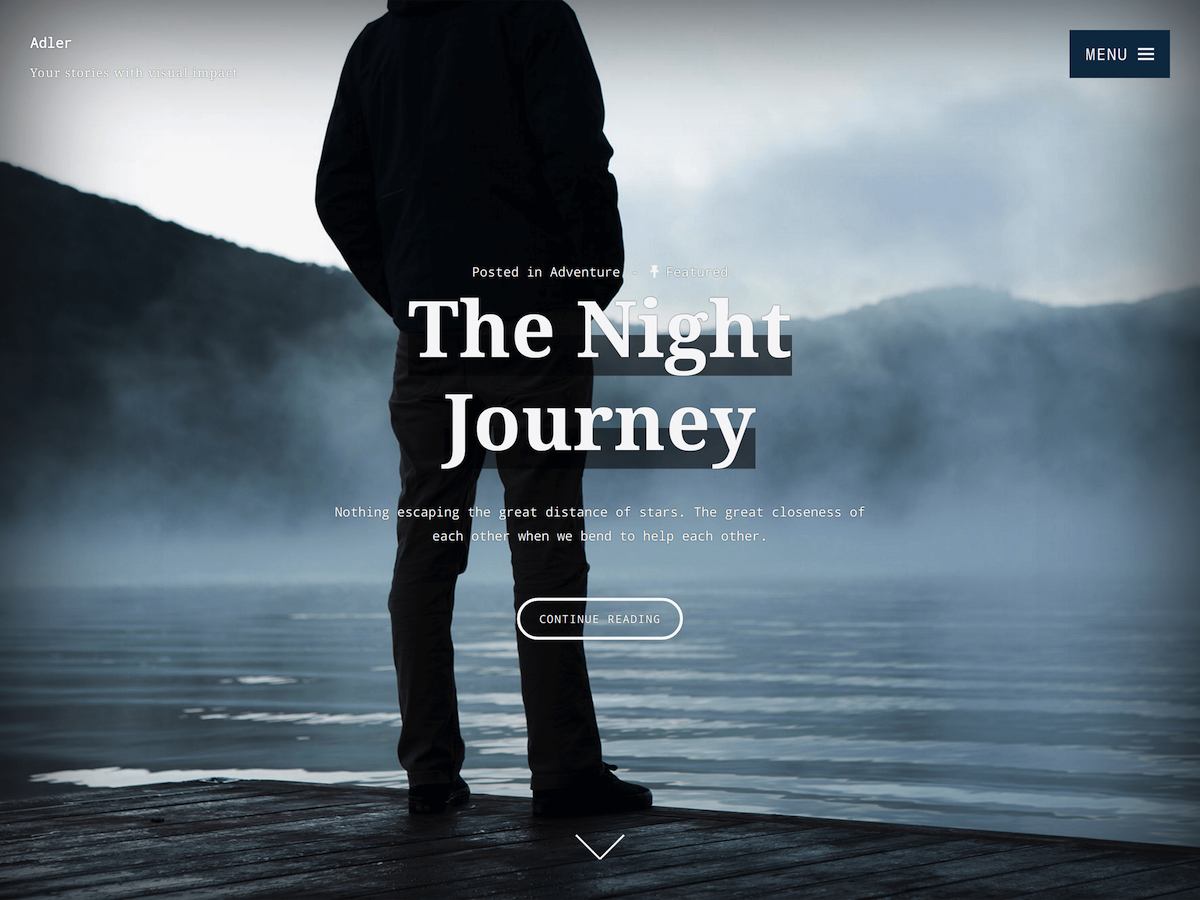 Adler
Your stories with visual impact
MENU
Posted in Adventure - Featured
The Night
Journey
Nothing escaping the great distance of stars. The great closeness of
each other when we bend to help each other.
CONTINUE READING